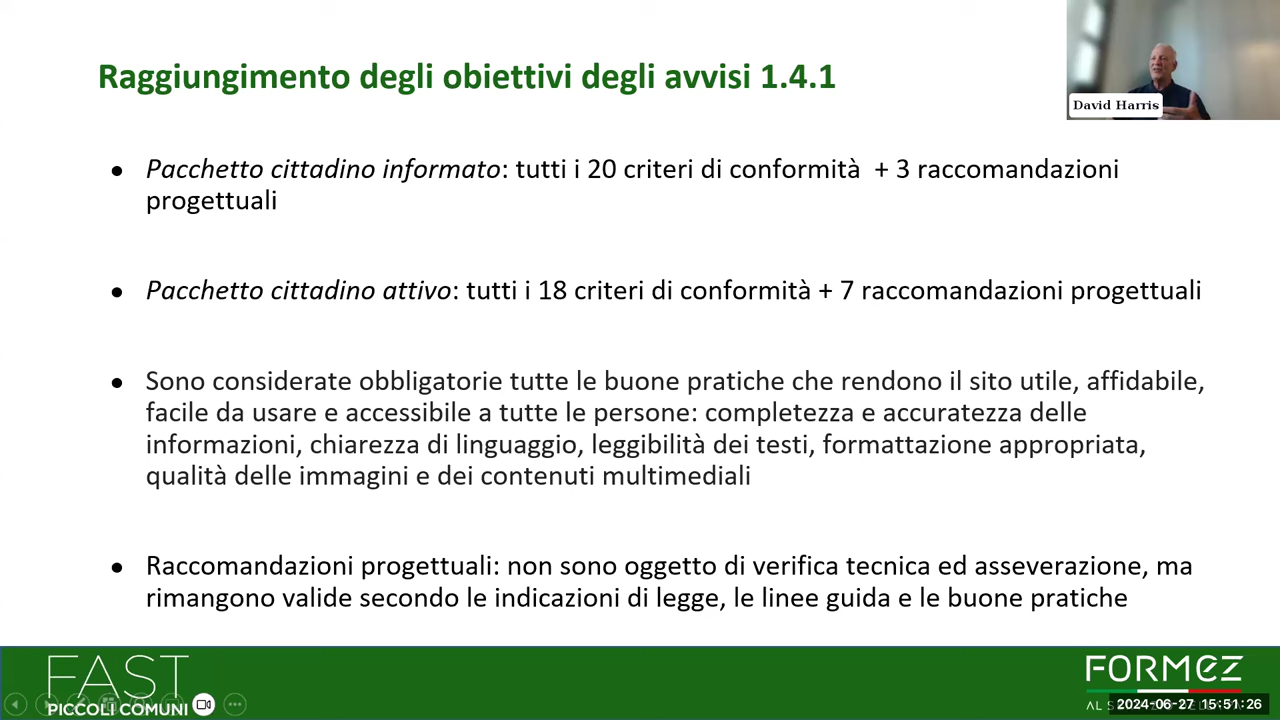 Raggiungimento degli obiettivi degli avvisi 1.4.1
David Harris
● Pacchetto cittadino informato: tutti i 20 criteri di conformità + 3 raccomandazioni
progettuali
● Pacchetto cittadino attivo: tutti i 18 criteri di conformità + 7 raccomandazioni progettuali
● Sono considerate obbligatorie tutte le buone pratiche che rendono il sito utile, affidabile,
facile da usare e accessibile a tutte le persone: completezza e accuratezza delle
informazioni, chiarezza di linguaggio, leggibilità dei testi, formattazione appropriata,
qualità delle immagini e dei contenuti multimediali
● Raccomandazioni progettuali: non sono oggetto di verifica tecnica ed asseverazione, ma
rimangono valide secondo le indicazioni di legge, le linee guida e le buone pratiche
FAST
PICCOLI COMUNI
FORMEZ
2024-06-27 15:51:26